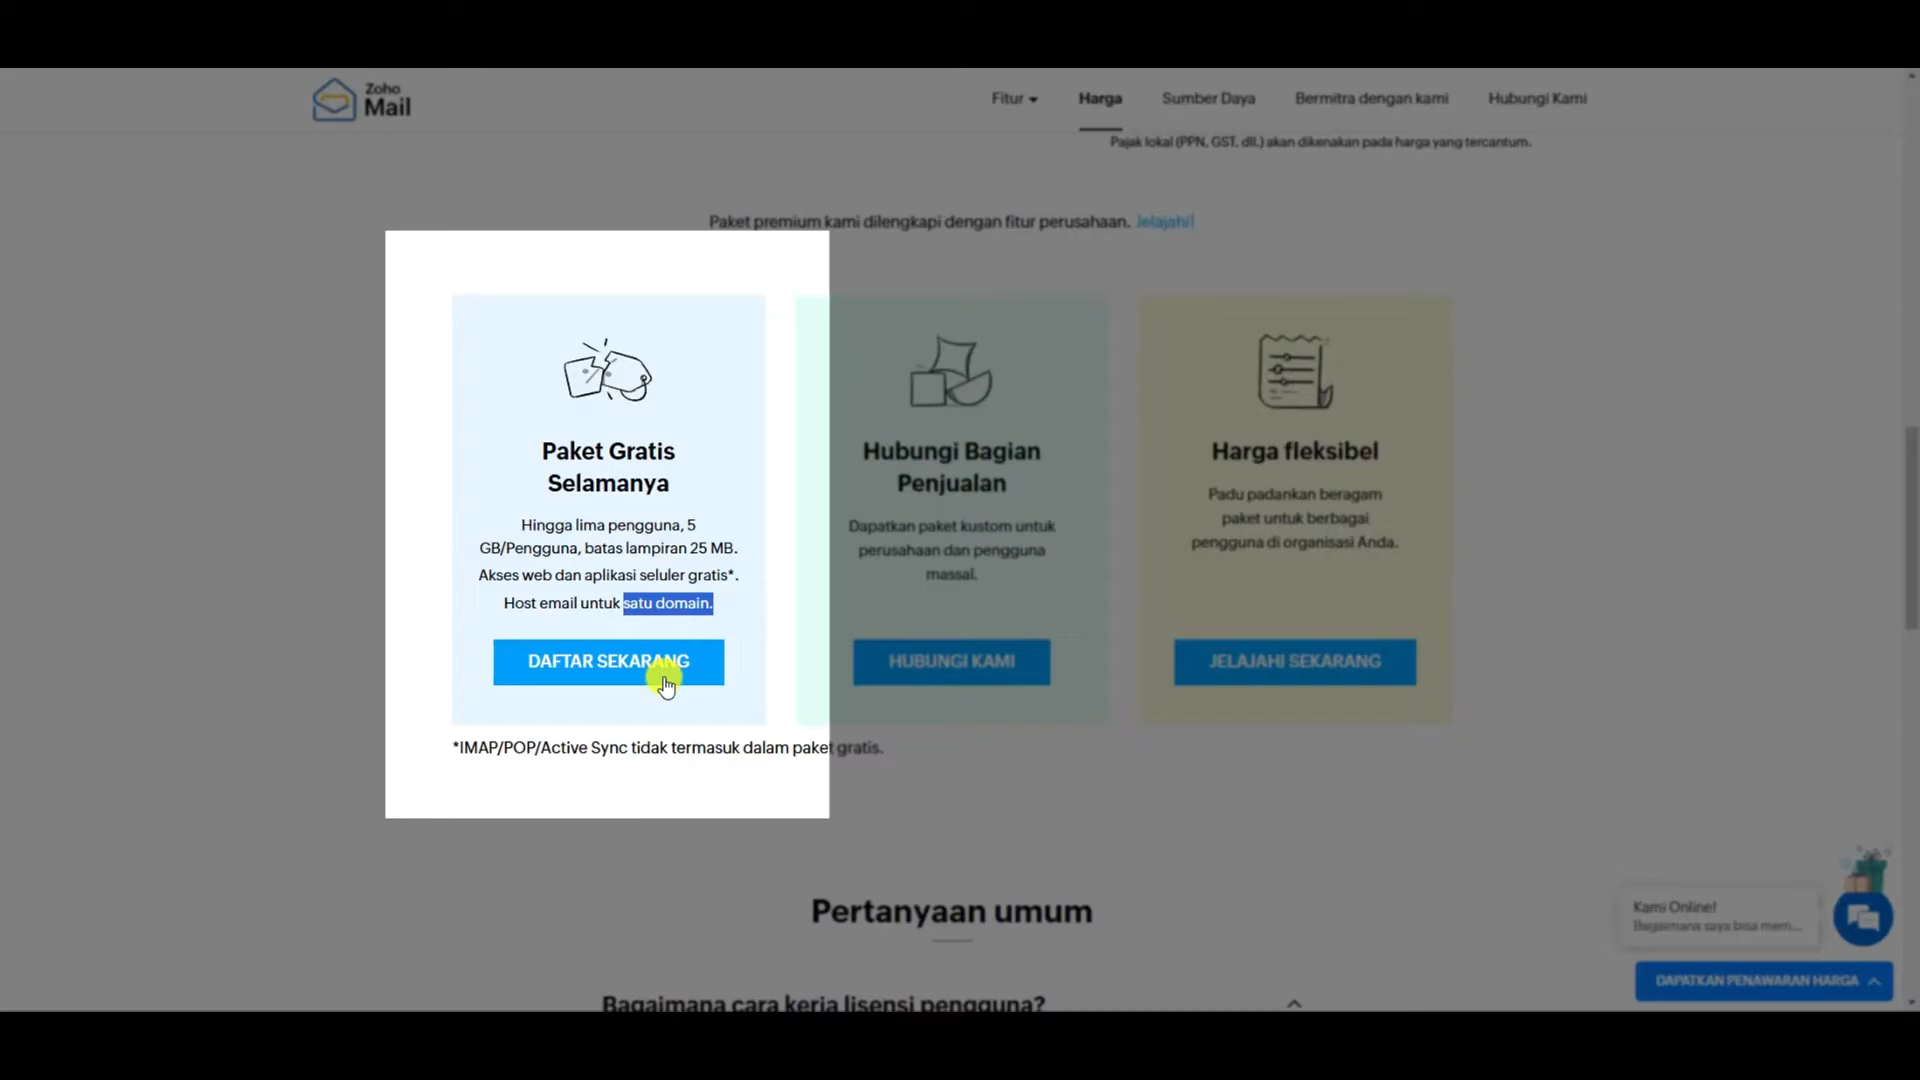 Zoho
Mail
Fitur
Harga
Sumber Daya
Bermitra dengan kami
Hubungi Kami
Pajak lokal (PPN, GST, dll.) akan dikenakan pada harga yang tercantum.
Paket premium kami dilengkapi dengan fitur perusahaan. Jelajahi!
Paket Gratis
Selamanya
Hingga lima pengguna, 5
GB/Pengguna, batas lampiran 25 MB.
Akses web dan aplikasi seluler gratis*.
Host email untuk satu domain.
DAFTAR SEKARANG
Hubungi Bagian
Penjualan
Dapatkan paket kustom untuk
perusahaan dan pengguna
massal.
HUBUNGI KAMI
Harga fleksibel
Padu padankan beragam
paket untuk berbagai
pengguna di organisasi Anda.
JELAJAHI SEKARANG
*IMAP/POP/Active Sync tidak termasuk dalam paket gratis.
Pertanyaan umum
Bagaimana cara kerja lisensi pengguna?
Kami Online!
Bagaimana saya bisa mem...
DAPATKAN PENAWARAN HARGA